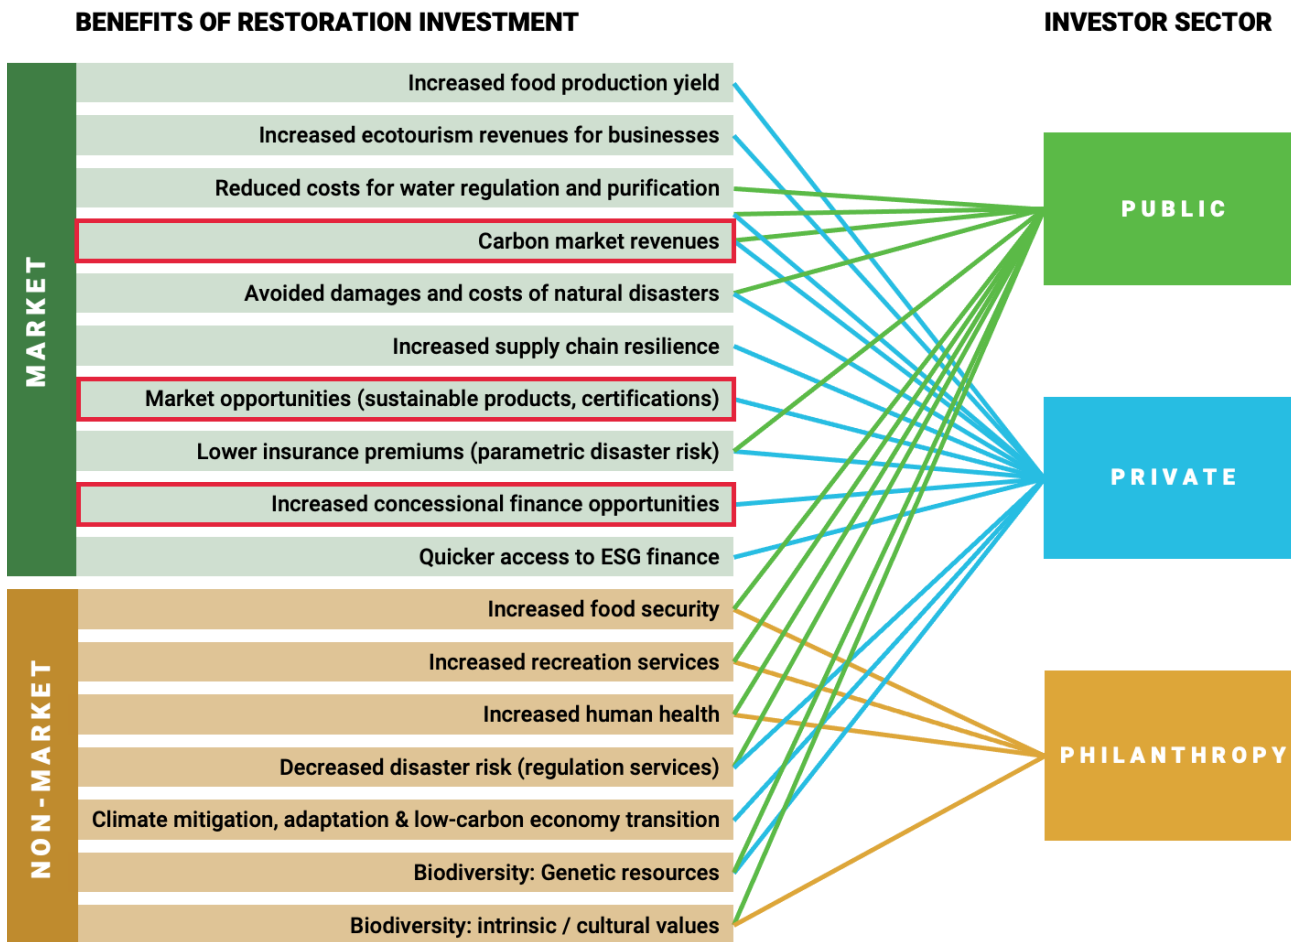 BENEFITS OF RESTORATION INVESTMENT
INVESTOR SECTOR
MARKET
Increased food production yield
Increased ecotourism revenues for businesses
Reduced costs for water regulation and purification
Carbon market revenues
Avoided damages and costs of natural disasters
Increased supply chain resilience
Market opportunities (sustainable products, certifications)
Lower insurance premiums (parametric disaster risk)
Increased concessional finance opportunities
Quicker access to ESG finance
NON-MARKET
Increased food security
Increased recreation services
Increased human health
Decreased disaster risk (regulation services)
Climate mitigation, adaptation & low-carbon economy transition
Biodiversity: Genetic resources
Biodiversity: intrinsic / cultural values
PUBLIC
PRIVATE
PHILANTHROPY